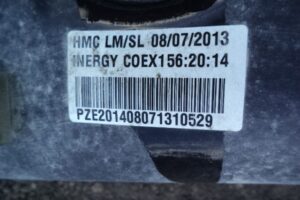 HMC LM/SL 08/07/2013
INERGY COEX156:20:14
PZE201408071310529